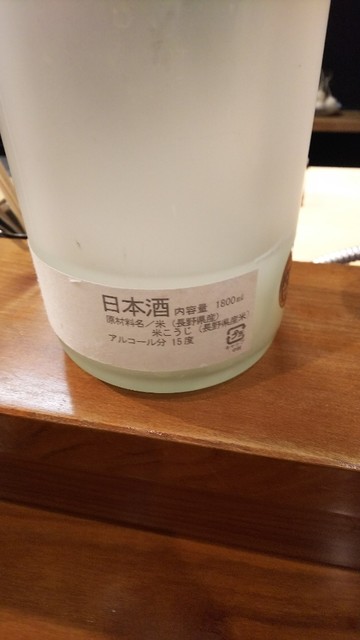 日本酒 内容量 1800ml
原材料名／米（長野県産）
米こうじ（長野県産米）
アルコール分 15度